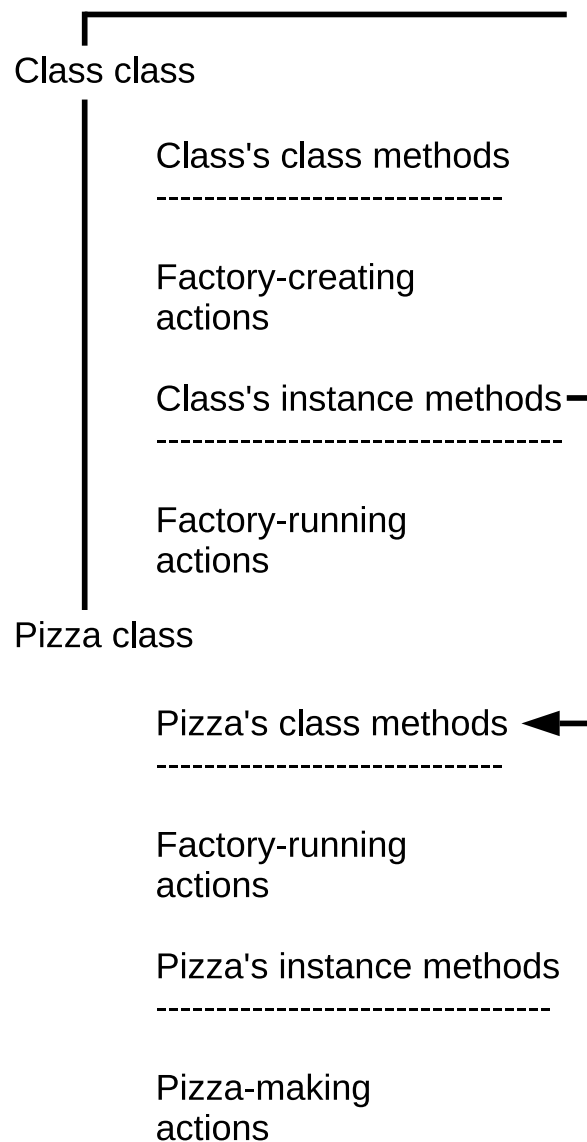 Class class
Class's class methods
-----------------------------
Factory-creating
actions
Class's instance methods
----------------------------------
Factory-running
actions
Pizza class
Pizza's class methods
-----------------------------
Factory-running
actions
Pizza's instance methods
---------------------------------
Pizza-making
actions